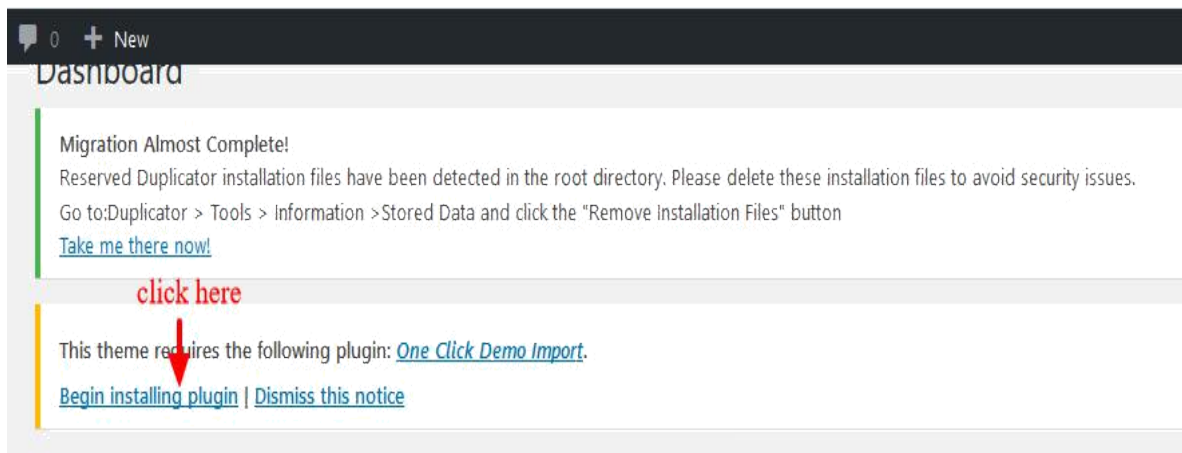 0 New
Dashboard
Migration Almost Complete!
Reserved Duplicator installation files have been detected in the root directory. Please delete these installation files to avoid security issues.
Go to:Duplicator > Tools > Information >Stored Data and click the "Remove Installation Files" button
Take me there now!
click here
This theme requires the following plugin: One Click Demo Import.
Begin installing plugin | Dismiss this notice